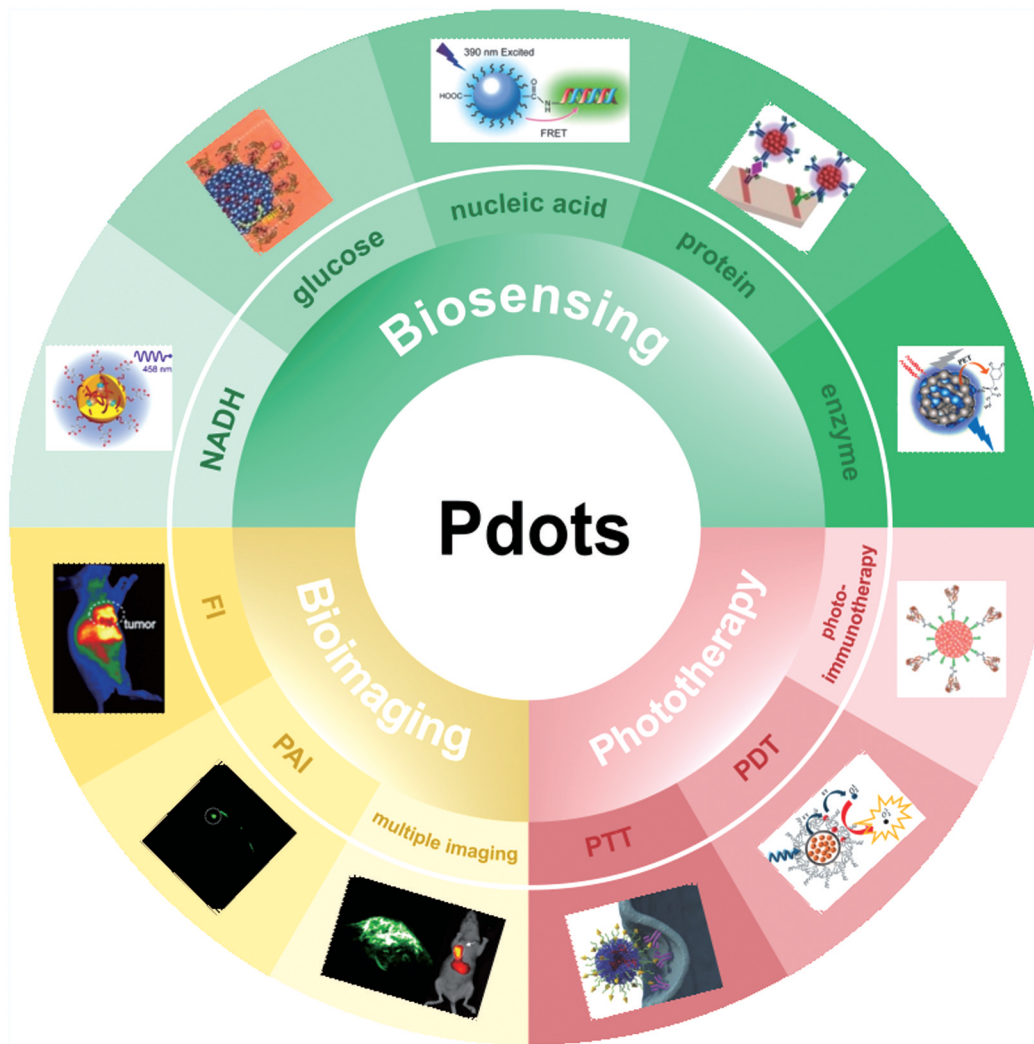 390 nm Excited
HOOC
O
C
N
H
FRET
nucleic acid
glucose
protein
Biosensing
458 nm
NADH
enzyme
PET
Pdots
FI
tumor
Bioimaging
PAI
multiple imaging
Phototherapy
photo-
immunotherapy
PDT
PTT